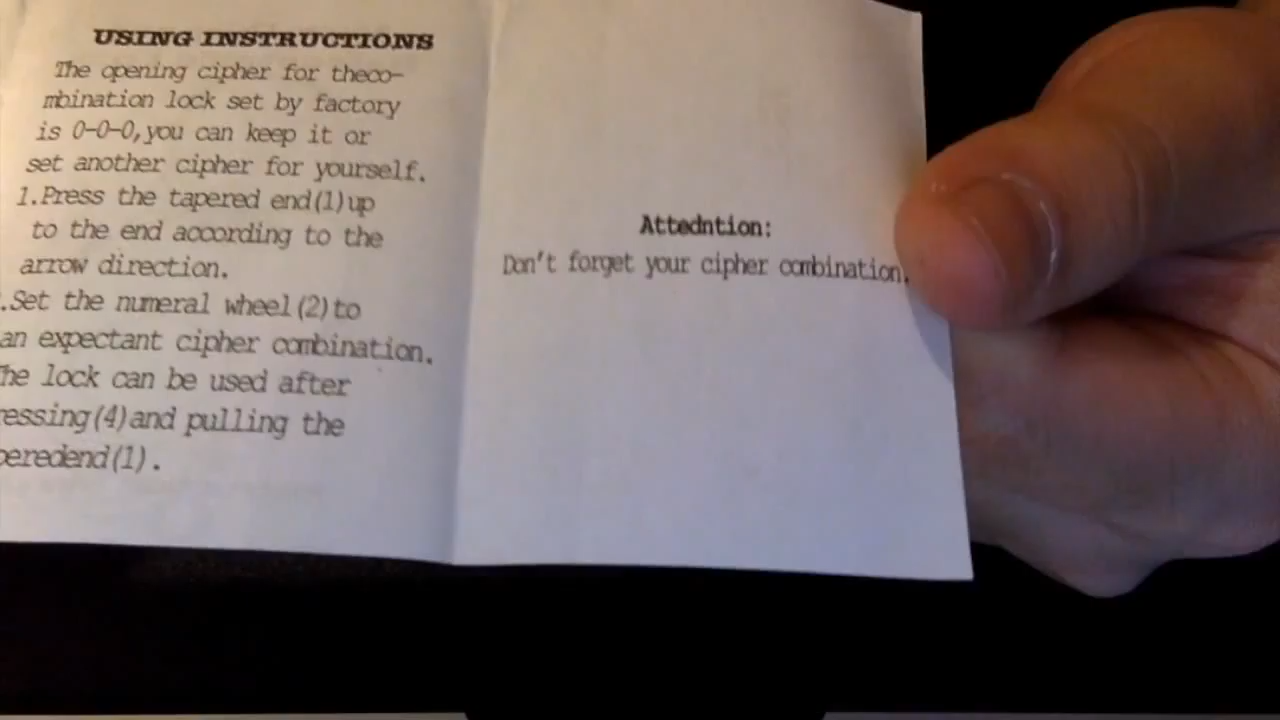 USING INSTRUCTIONS
The opening cipher for theco-
mbination lock set by factory
is 0-0-0,you can keep it or
set another cipher for yourself.
1.Press the tapered end(1)up
to the end according to the
arrow direction.
.Set the numeral wheel(2)to
an expectant cipher combination.
he lock can be used after
essing(4)and pulling the
peredend(1).
Attedntion:
Don't forget your cipher combination.